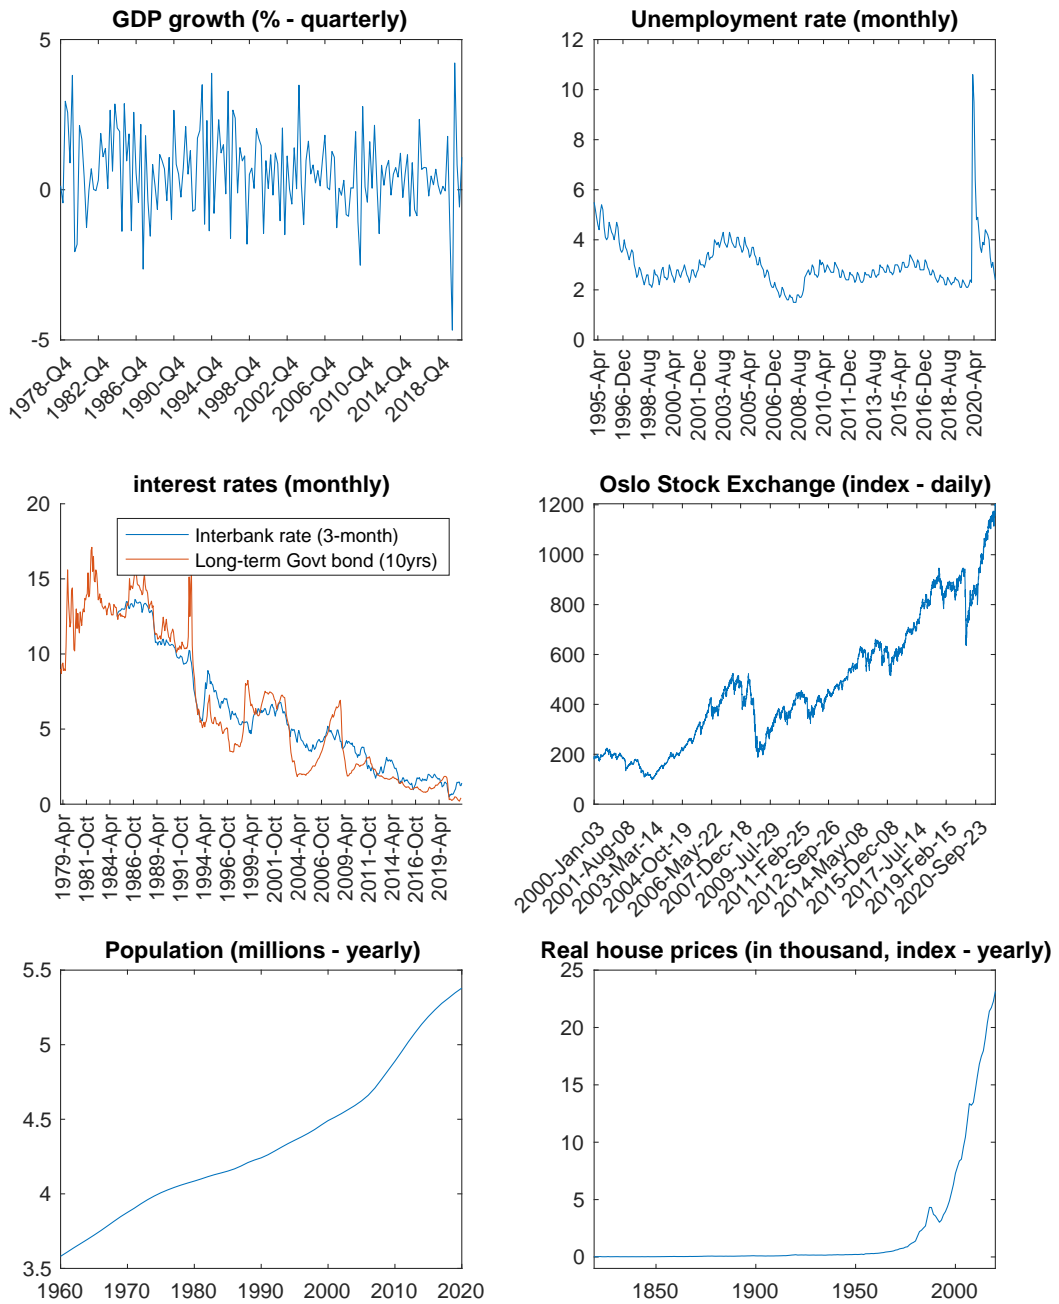 GDP growth (% - quarterly)
5
0
-5
1978-Q4
1982-Q4
1986-Q4
1990-Q4
1994-Q4
1998-Q4
2002-Q4
2006-Q4
2010-Q4
2014-Q4
2018-Q4
Unemployment rate (monthly)
12
10
8
6
4
2
0
1995-Apr
1996-Dec
1998-Aug
2000-Apr
2001-Dec
2003-Aug
2005-Apr
2006-Dec
2008-Aug
2010-Apr
2011-Dec
2013-Aug
2015-Apr
2016-Dec
2018-Aug
2020-Apr
interest rates (monthly)
20
15
10
5
0
Interbank rate (3-month)
Long-term Govt bond (10yrs)
1979-Apr
1981-Oct
1984-Apr
1986-Oct
1989-Apr
1991-Oct
1994-Apr
1996-Oct
1999-Apr
2001-Oct
2004-Apr
2006-Oct
2009-Apr
2011-Oct
2014-Apr
2016-Oct
2019-Apr
Oslo Stock Exchange (index - daily)
1200
1000
800
600
400
200
0
2000-Jan-03
2001-Aug-08
2003-Mar-14
2004-Oct-19
2006-May-22
2007-Dec-18
2009-Jul-29
2011-Feb-25
2012-Sep-26
2014-May-08
2015-Dec-08
2017-Jul-14
2019-Feb-15
2020-Sep-23
Population (millions - yearly)
5.5
5
4.5
4
3.5
1960
1970
1980
1990
2000
2010
2020
Real house prices (in thousand, index - yearly)
25
20
15
10
5
0
1850
1900
1950
2000